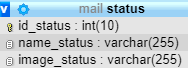 v mail status
id_status : int(10)
name_status : varchar(255)
image_status : varchar(255)